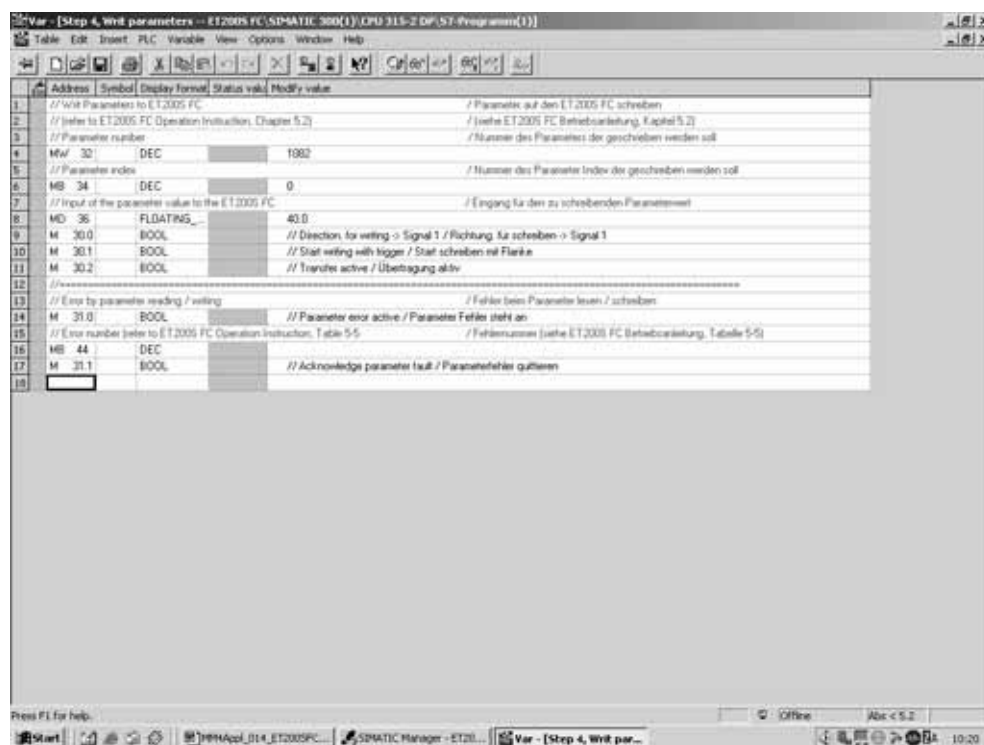 Var - [Step 4, Writ parameters -- ET200S FC\SIMATIC 300(1)\CPU 315-2 DP\S7-Programm(1)]
Table Edit Insert PLC Variable View Options Window Help
Address Symbol Display format Status valu Modify value
1 // Writ Parameters to ET200S FC / Parameter auf den ET200S FC schreiben
2 // (refer to ET200S FC Operation Instruction, Chapter 5.2) / (siehe ET200S FC Betriebsanleitung, Kapitel 5.2)
3 // Parameter number / Nummer des Parameters der geschrieben werden soll
4 MW 32 DEC 1082
5 // Parameter index / Nummer des Parameter Index der geschrieben werden soll
6 MB 34 DEC 0
7 // Input of the parameter value to the ET200S FC / Eingang für den zu schreibenden Parameterwert
8 MD 36 FLOATING_... 40.0
9 M 30.0 BOOL // Direction, for writing -> Signal 1 / Richtung, für schreiben -> Signal 1
10 M 30.1 BOOL // Start writing with trigger / Start schreiben mit Flanke
11 M 30.2 BOOL // Transfer active / Übertragung aktiv
12 //
13 // Error by parameter reading / writing / Fehler beim Parameter lesen / schreiben
14 M 31.0 BOOL // Parameter error active / Parameter Fehler steht an
15 // Error number (refer to ET200S FC Operation Instruction, Table 5-5 / Fehlernummer (siehe ET200S FC Betriebsanleitung, Tabelle 5-5)
16 MB 44 DEC
17 M 31.1 BOOL // Acknowledge parameter fault / Parameterfehler quittieren
18
Press F1 for help. Offline Abs < 5.2
Start MMAppl_014_ET200SFC... SIMATIC Manager - ET20... Var - [Step 4, Writ par... 10:20